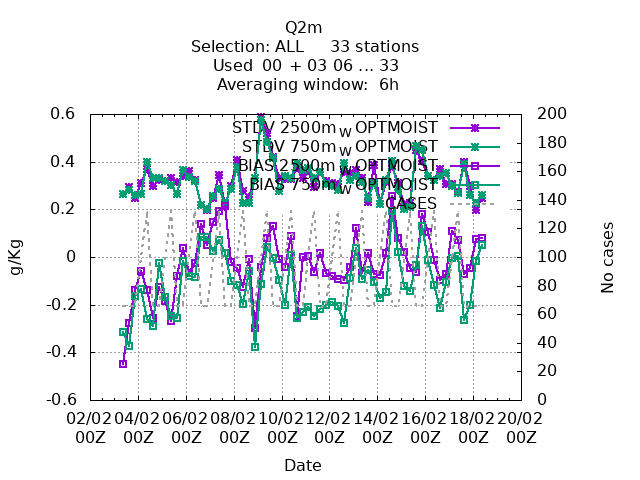 Q2m
Selection: ALL 33 stations
Used 00 + 03 06 ... 33
Averaging window: 6h
STDV 2500m_W OPTMOIST
STDV 750m_W OPTMOIST
BIAS 2500m_W OPTMOIST
BIAS 750m_W OPTMOIST
CASES
0.6
0.4
0.2
0
-0.2
-0.4
-0.6
g/Kg
200
180
160
140
120
100
80
60
40
20
0
No cases
02/02 04/02 06/02 08/02 10/02 12/02 14/02 16/02 18/02 20/02
00Z 00Z 00Z 00Z 00Z 00Z 00Z 00Z 00Z 00Z
Date